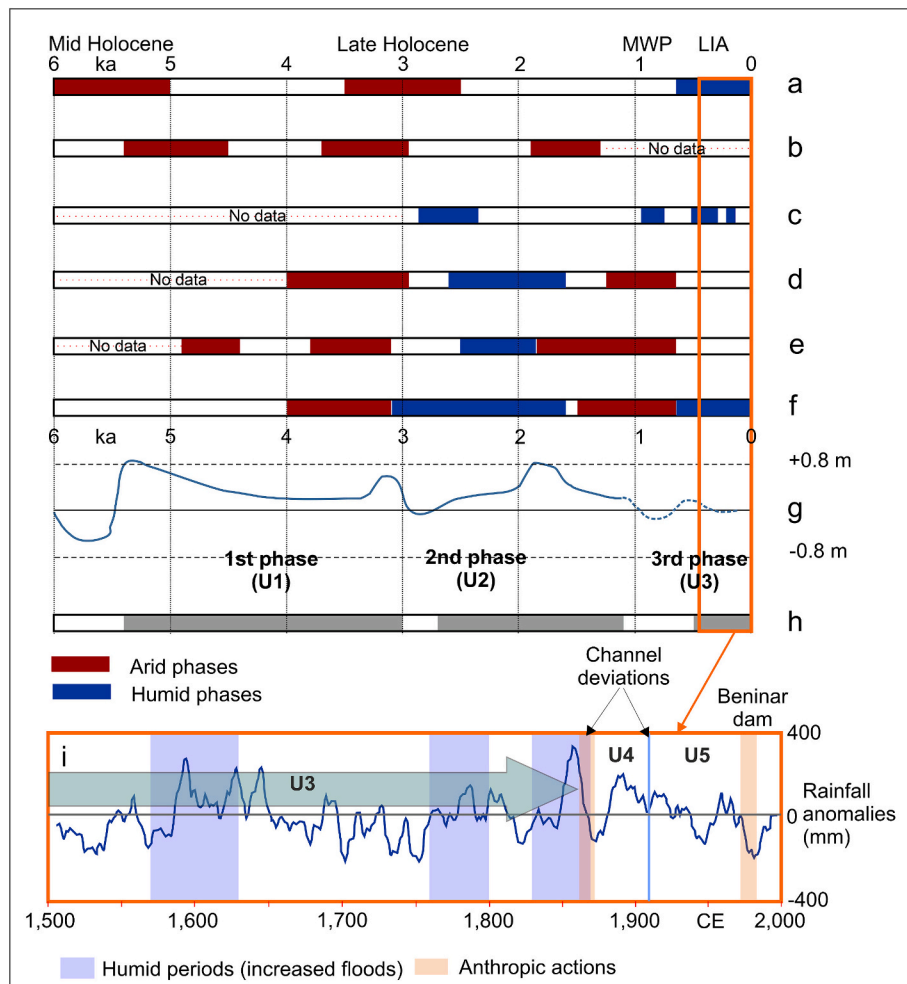 Mid Holocene Late Holocene MWP LIA
6 ka 5 4 3 2 1 0
a
b
No data
c
No data
d
No data
e
No data
f
6 ka 5 4 3 2 1 0
+0.8 m
g
-0.8 m
1st phase
(U1)
2nd phase
(U2)
3rd phase
(U3)
h
Arid phases
Humid phases
Channel
deviations
Beninar
dam
i
U3
U4
U5
400
Rainfall
0 anomalies
(mm)
-400
1,500 1,600 1,700 1,800 1,900 CE 2,000
Humid periods (increased floods)
Anthropic actions